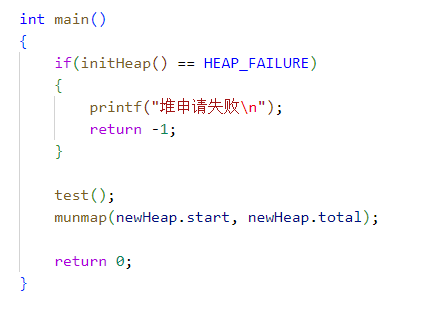 int main()
{
    if(initHeap() == HEAP_FAILURE)
    {
        printf("堆申请失败\n");
        return -1;
    }

    test();
    munmap(newHeap.start, newHeap.total);

    return 0;
}